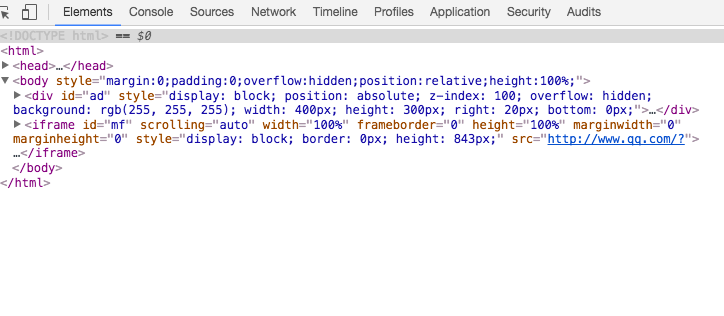 Elements Console Sources Network Timeline Profiles Application Security Audits
<!DOCTYPE html> == $0
<html>
<head>…</head>
<body style="margin:0;padding:0;overflow:hidden;position:relative;height:100%;">
<div id="ad" style="display: block; position: absolute; z-index: 100; overflow: hidden;
background: rgb(255, 255, 255); width: 400px; height: 300px; right: 20px; bottom: 0px;">…</div>
<iframe id="mf" scrolling="auto" width="100%" frameborder="0" height="100%" marginwidth="0"
marginheight="0" style="display: block; border: 0px; height: 843px;" src="http://www.qq.com/?">
…</iframe>
</body>
</html>